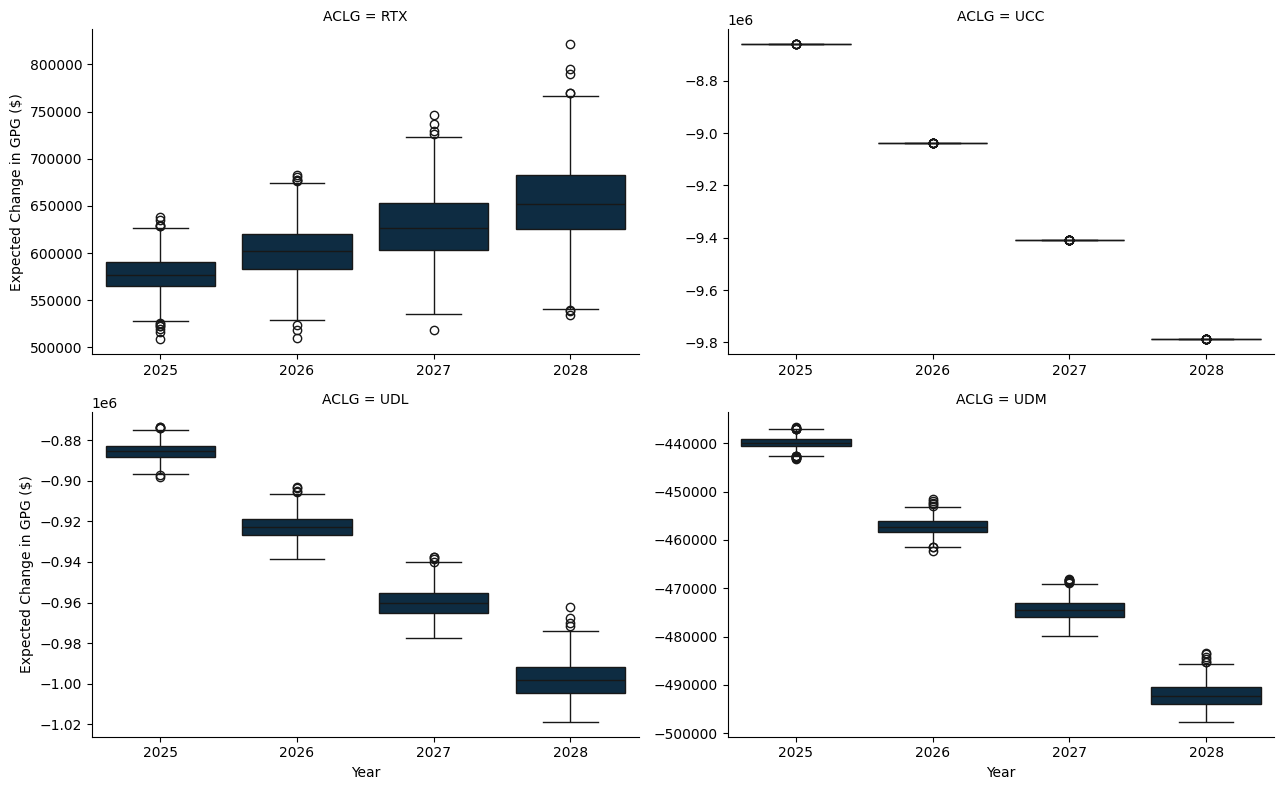 ACLG = RTX
Expected Change in GPG ($)
800000
750000
700000
650000
600000
550000
500000
2025 2026 2027 2028
ACLG = UCC
1e6
−8.8
−9.0
−9.2
−9.4
−9.6
−9.8
2025 2026 2027 2028
ACLG = UDL
1e6
Expected Change in GPG ($)
−0.88
−0.90
−0.92
−0.94
−0.96
−0.98
−1.00
−1.02
2025 2026 2027 2028
Year
ACLG = UDM
−440000
−450000
−460000
−470000
−480000
−490000
−500000
2025 2026 2027 2028
Year